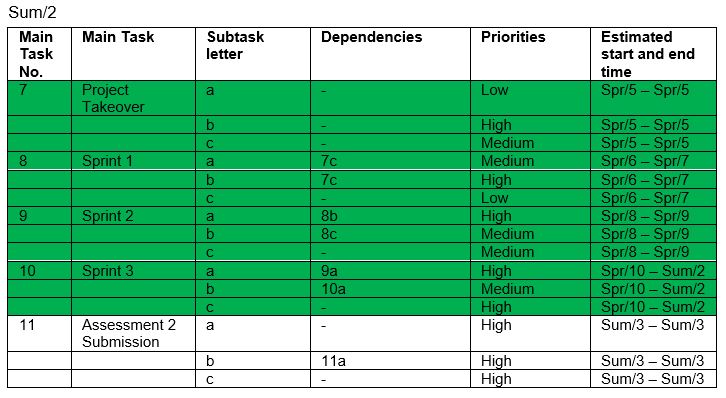 Sum/2
Main Task No. Main Task Subtask letter Dependencies Priorities Estimated start and end time
7 Project Takeover a - Low Spr/5 – Spr/5
b - High Spr/5 – Spr/5
c - Medium Spr/5 – Spr/5
8 Sprint 1 a 7c Medium Spr/6 – Spr/7
b 7c High Spr/6 – Spr/7
c - Low Spr/6 – Spr/7
9 Sprint 2 a 8b High Spr/8 – Spr/9
b 8c Medium Spr/8 – Spr/9
c - Medium Spr/8 – Spr/9
10 Sprint 3 a 9a High Spr/10 – Sum/2
b 10a Medium Spr/10 – Sum/2
c - High Spr/10 – Sum/2
11 Assessment 2 Submission a - High Sum/3 – Sum/3
b 11a High Sum/3 – Sum/3
c - High Sum/3 – Sum/3